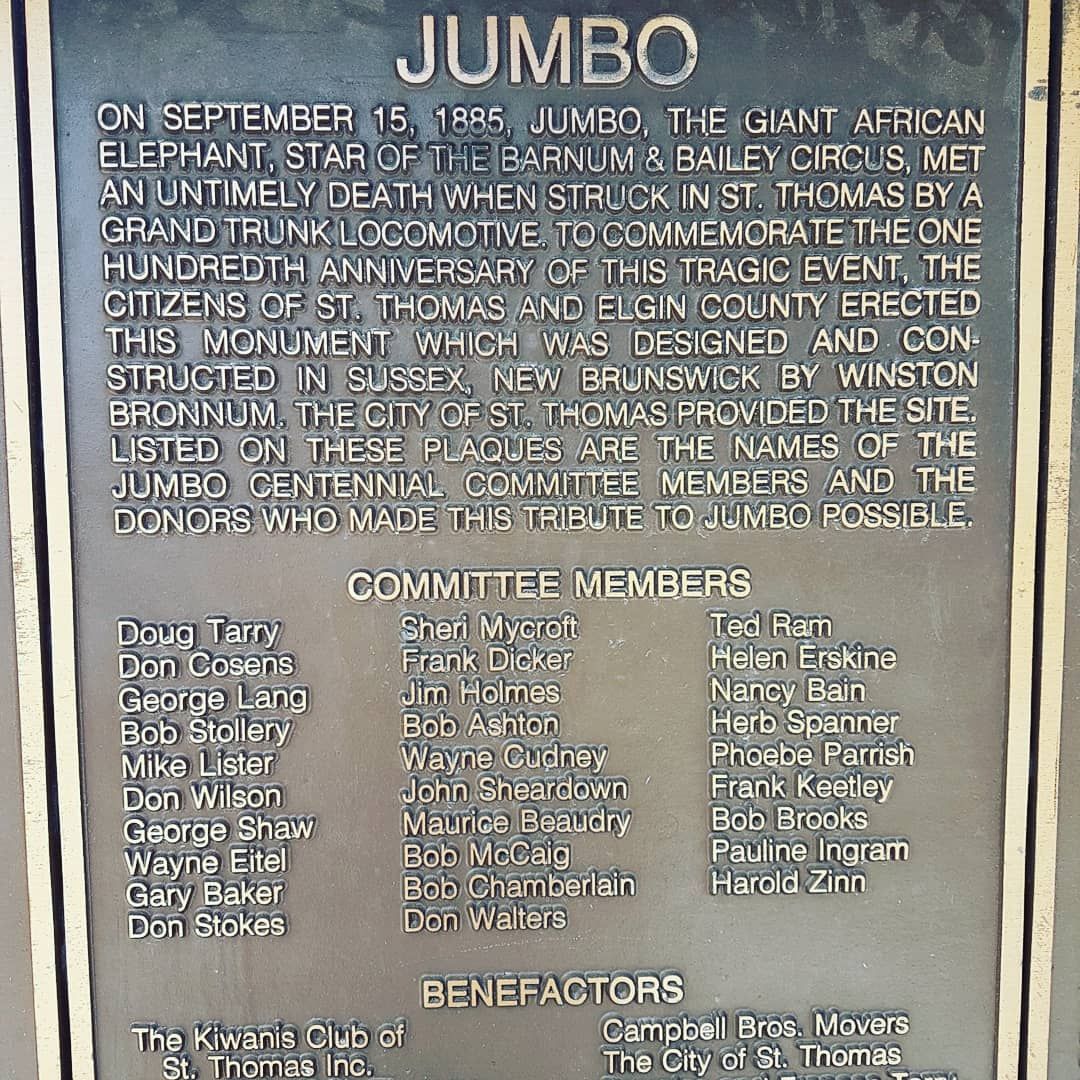 JUMBO
ON SEPTEMBER 15, 1885, JUMBO, THE GIANT AFRICAN
ELEPHANT, STAR OF THE BARNUM & BAILEY CIRCUS, MET
AN UNTIMELY DEATH WHEN STRUCK IN ST. THOMAS BY A
GRAND TRUNK LOCOMOTIVE. TO COMMEMORATE THE ONE
HUNDREDTH ANNIVERSARY OF THIS TRAGIC EVENT, THE
CITIZENS OF ST. THOMAS AND ELGIN COUNTY ERECTED
THIS MONUMENT WHICH WAS DESIGNED AND CON-
STRUCTED IN SUSSEX, NEW BRUNSWICK BY WINSTON
BRONNUM. THE CITY OF ST. THOMAS PROVIDED THE SITE.
LISTED ON THESE PLAQUES ARE THE NAMES OF THE
JUMBO CENTENNIAL COMMITTEE MEMBERS AND THE
DONORS WHO MADE THIS TRIBUTE TO JUMBO POSSIBLE.
COMMITTEE MEMBERS
Doug Tarry
Don Cosens
George Lang
Bob Stollery
Mike Lister
Don Wilson
George Shaw
Wayne Eitel
Gary Baker
Don Stokes
Sheri Mycroft
Frank Dicker
Jim Holmes
Bob Ashton
Wayne Cudney
John Sheardown
Maurice Beaudry
Bob McCaig
Bob Chamberlain
Don Walters
Ted Ram
Helen Erskine
Nancy Bain
Herb Spanner
Phoebe Parrish
Frank Keetley
Bob Brooks
Pauline Ingram
Harold Zinn
BENEFACTORS
The Kiwanis Club of
St. Thomas Inc.
Campbell Bros. Movers
The City of St. Thomas